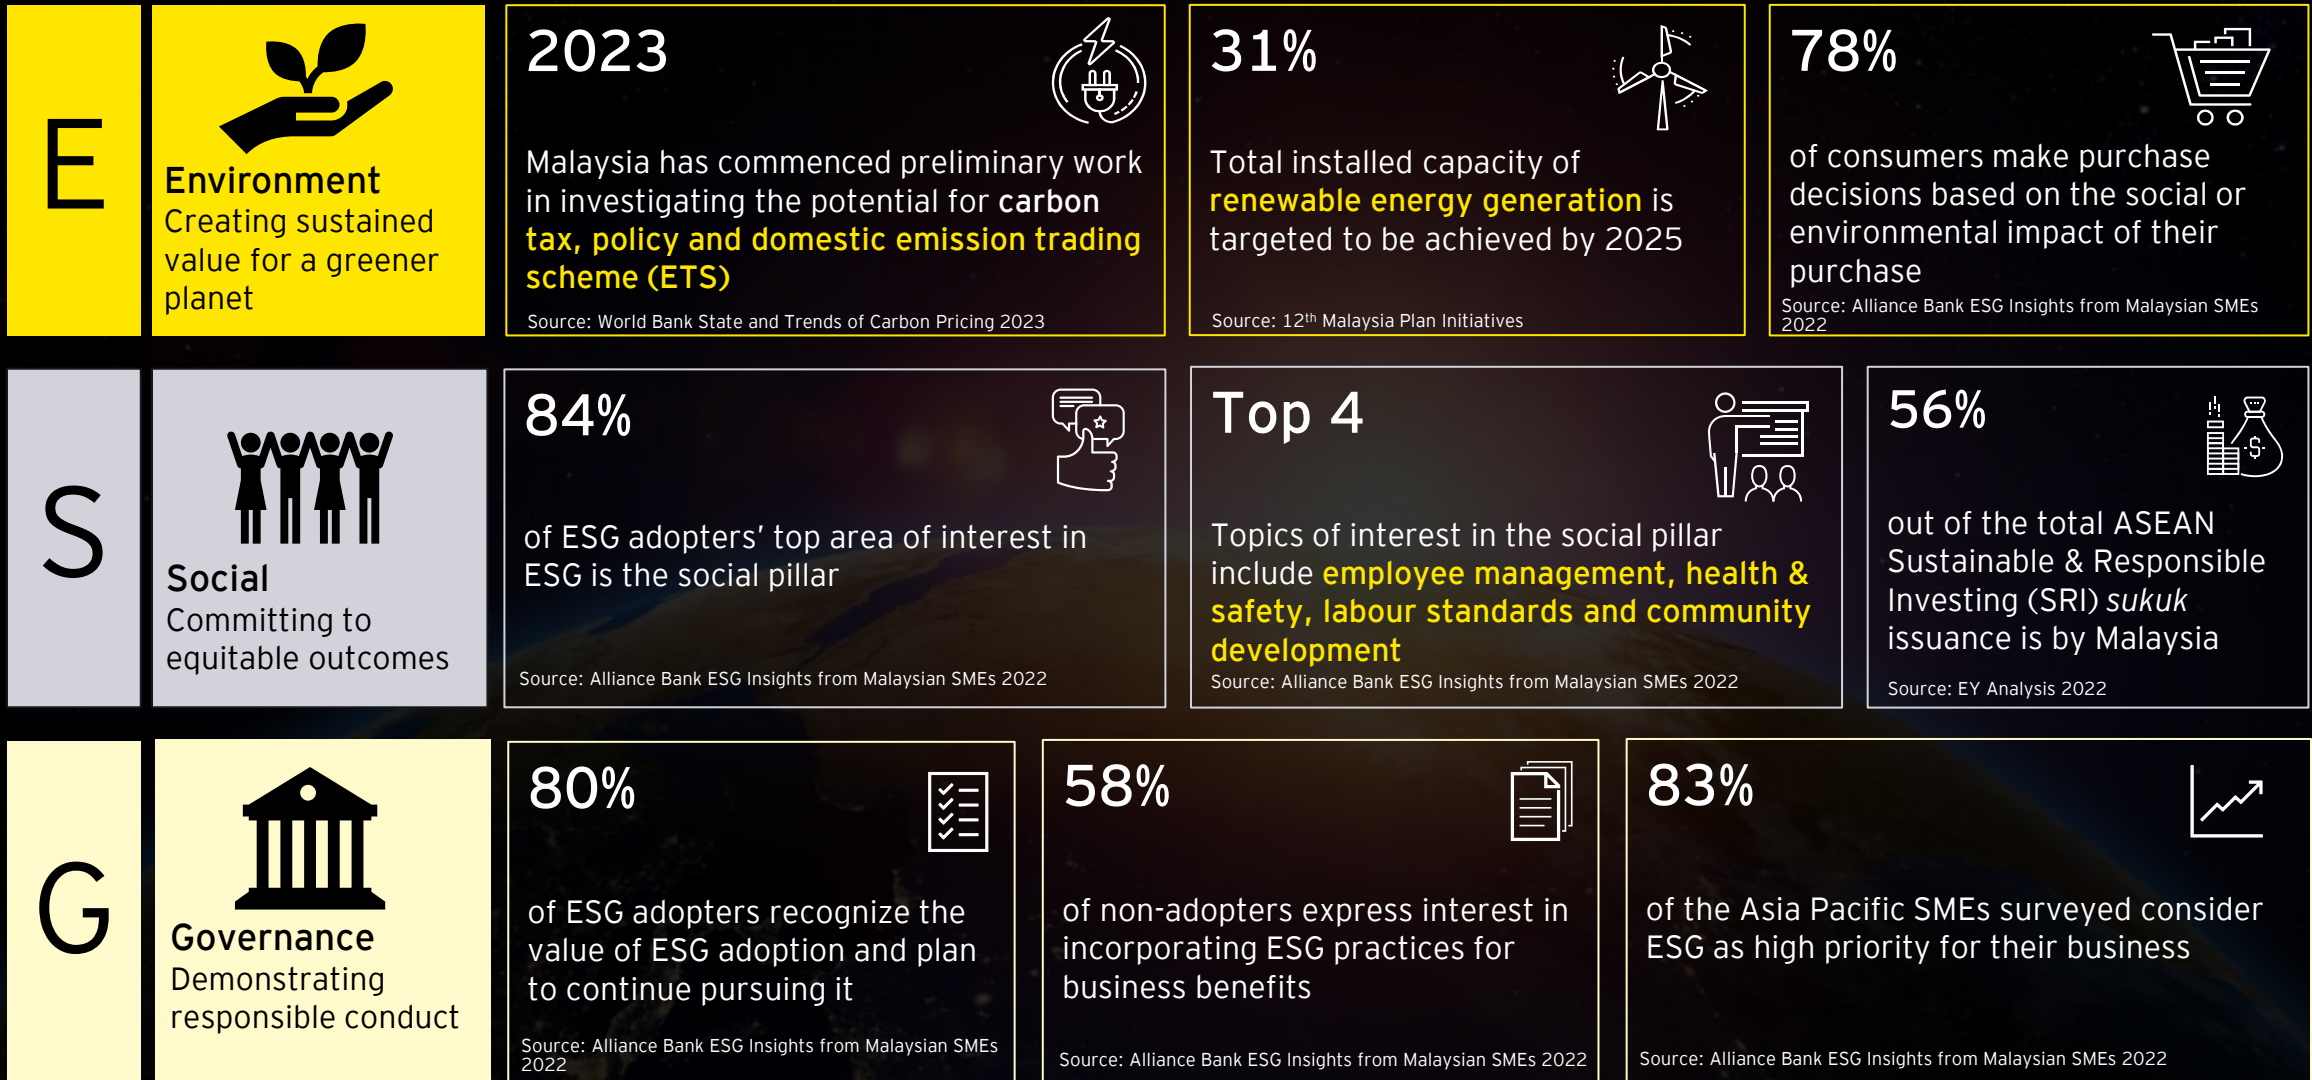 E
Environment
Creating sustained
value for a greener
planet
2023
Malaysia has commenced preliminary work
in investigating the potential for carbon
tax, policy and domestic emission trading
scheme (ETS)
Source: World Bank State and Trends of Carbon Pricing 2023
31%
Total installed capacity of
renewable energy generation is
targeted to be achieved by 2025
Source: 12th Malaysia Plan Initiatives
78%
of consumers make purchase
decisions based on the social or
environmental impact of their
purchase
Source: Alliance Bank ESG Insights from Malaysian SMEs
2022
S
Social
Committing to
equitable outcomes
84%
of ESG adopters’ top area of interest in
ESG is the social pillar
Source: Alliance Bank ESG Insights from Malaysian SMEs 2022
Top 4
Topics of interest in the social pillar
include employee management, health &
safety, labour standards and community
development
Source: Alliance Bank ESG Insights from Malaysian SMEs 2022
56%
$
out of the total ASEAN
Sustainable & Responsible
Investing (SRI) sukuk
issuance is by Malaysia
Source: EY Analysis 2022
G
Governance
Demonstrating
responsible conduct
80%
of ESG adopters recognize the
value of ESG adoption and plan
to continue pursuing it
Source: Alliance Bank ESG Insights from Malaysian SMEs
2022
58%
of non-adopters express interest in
incorporating ESG practices for
business benefits
Source: Alliance Bank ESG Insights from Malaysian SMEs 2022
83%
of the Asia Pacific SMEs surveyed consider
ESG as high priority for their business
Source: Alliance Bank ESG Insights from Malaysian SMEs 2022